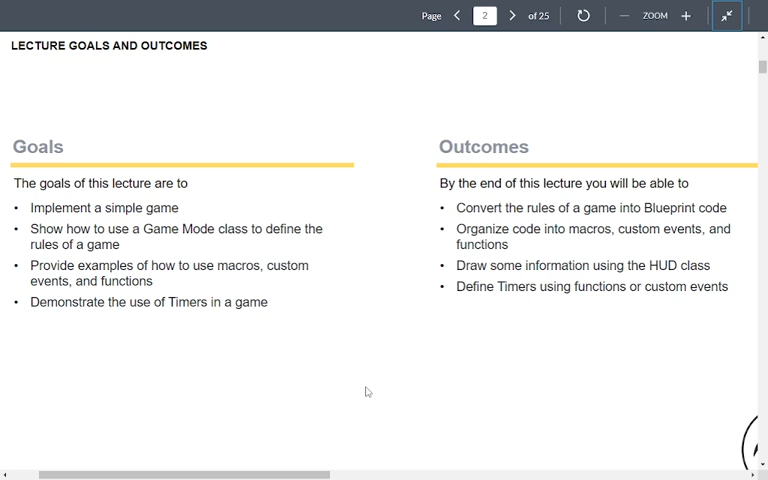 Page 2 of 25 ZOOM
LECTURE GOALS AND OUTCOMES
Goals
The goals of this lecture are to
• Implement a simple game
• Show how to use a Game Mode class to define the
rules of a game
• Provide examples of how to use macros, custom
events, and functions
• Demonstrate the use of Timers in a game
Outcomes
By the end of this lecture you will be able to
• Convert the rules of a game into Blueprint code
• Organize code into macros, custom events, and
functions
• Draw some information using the HUD class
• Define Timers using functions or custom events